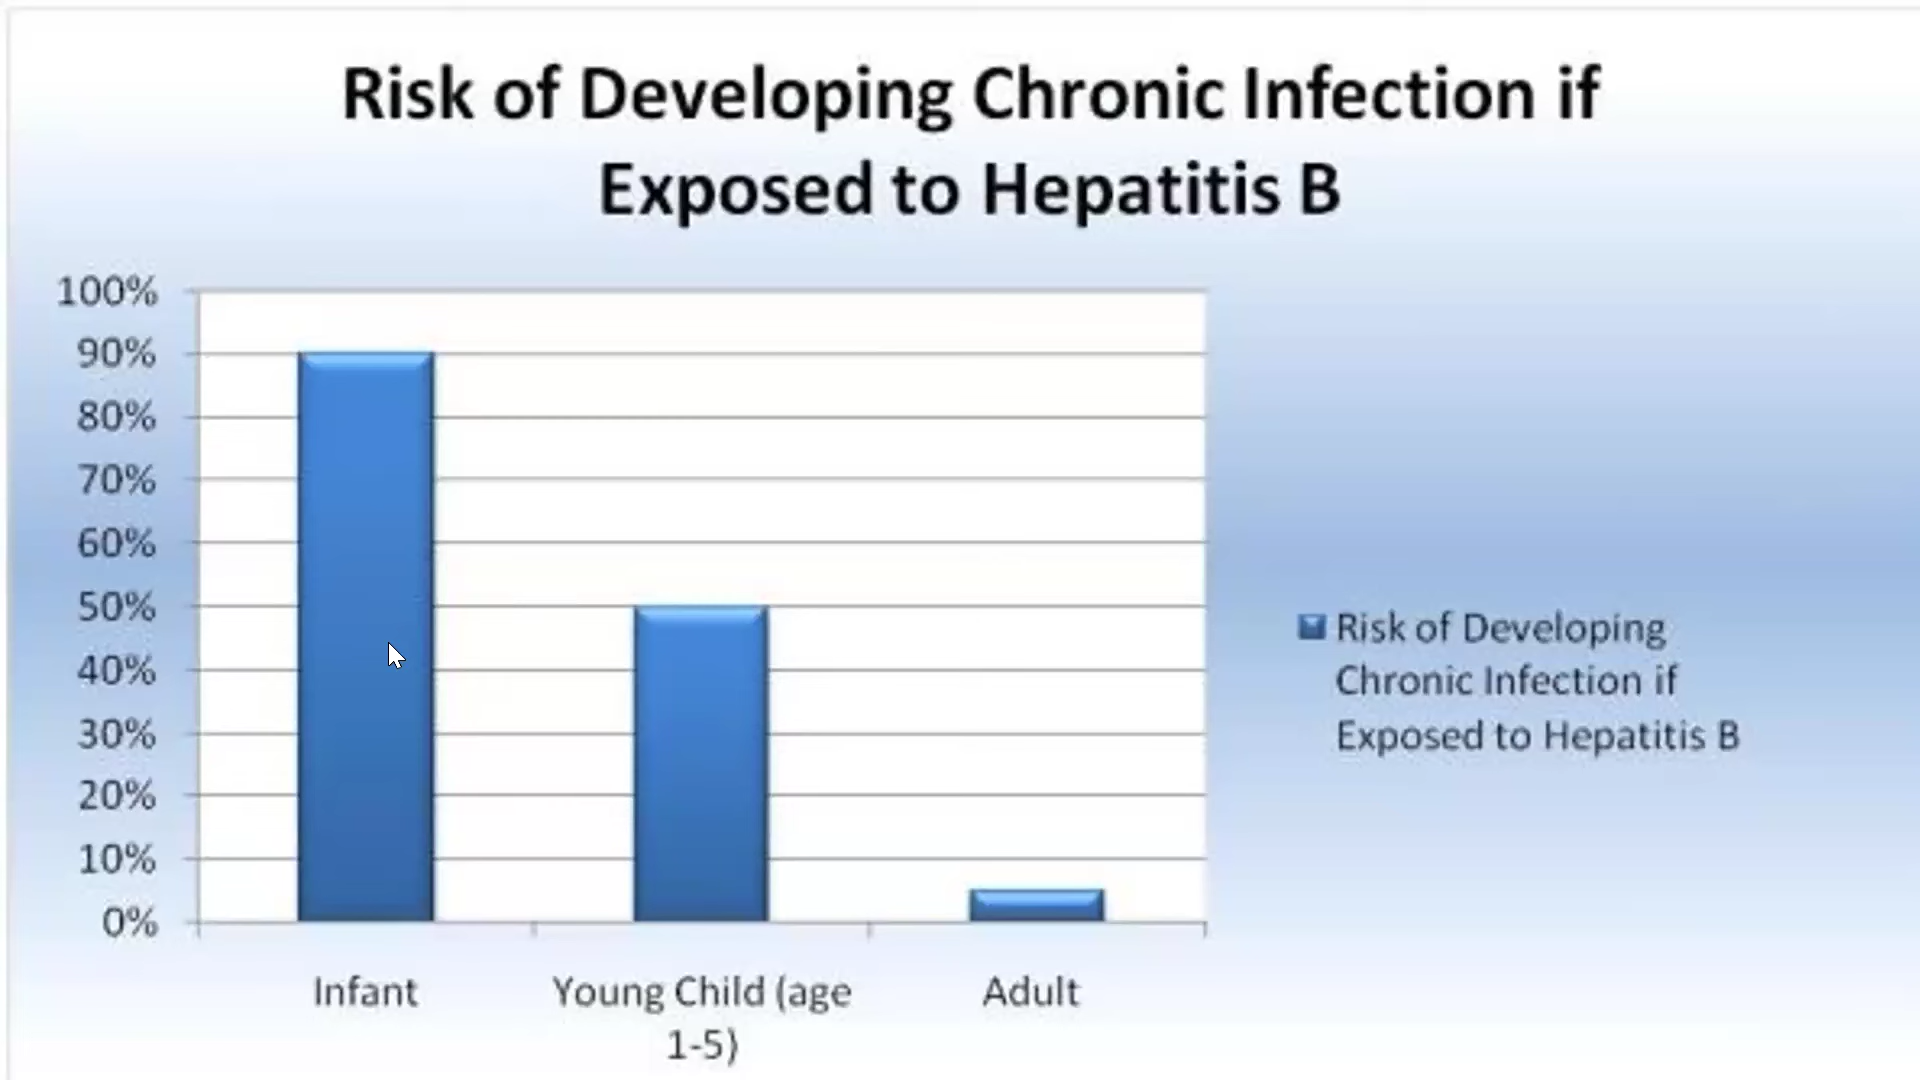 Risk of Developing Chronic Infection if
Exposed to Hepatitis B
100%
90%
80%
70%
60%
50%
40%
30%
20%
10%
0%
Infant
Young Child (age
1-5)
Adult
Risk of Developing
Chronic Infection if
Exposed to Hepatitis B